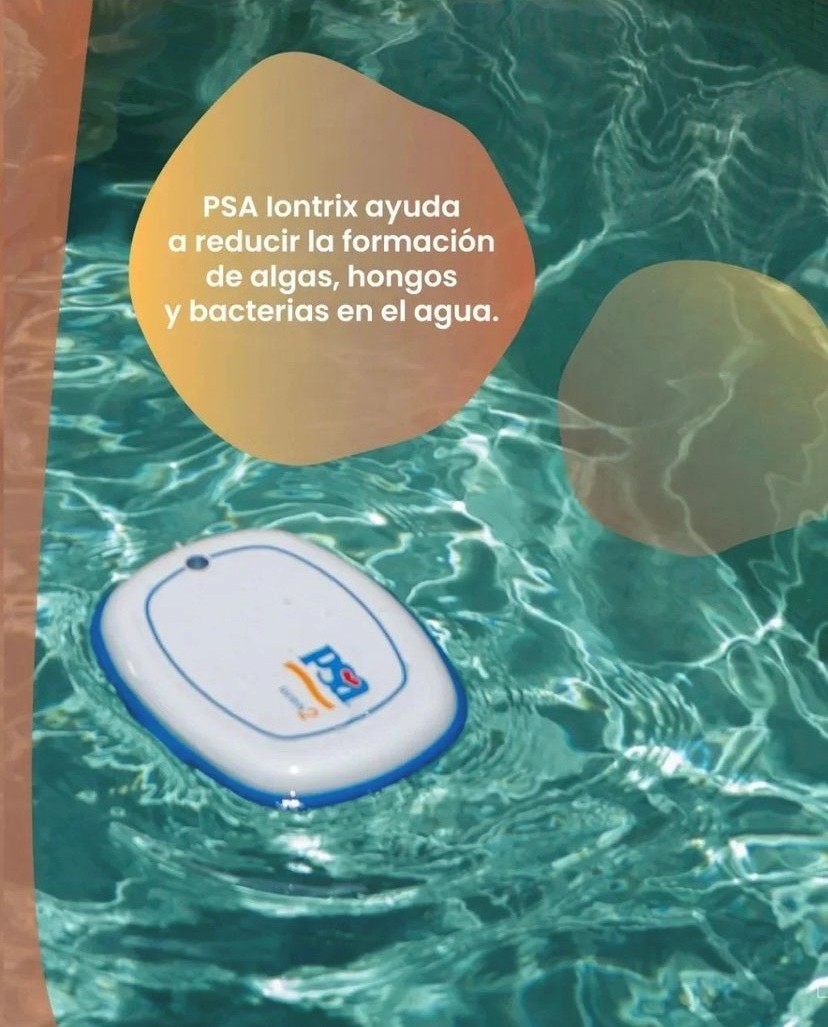 PSA Iontrix ayuda
a reducir la formación
de algas, hongos
y bacterias en el agua.
psa